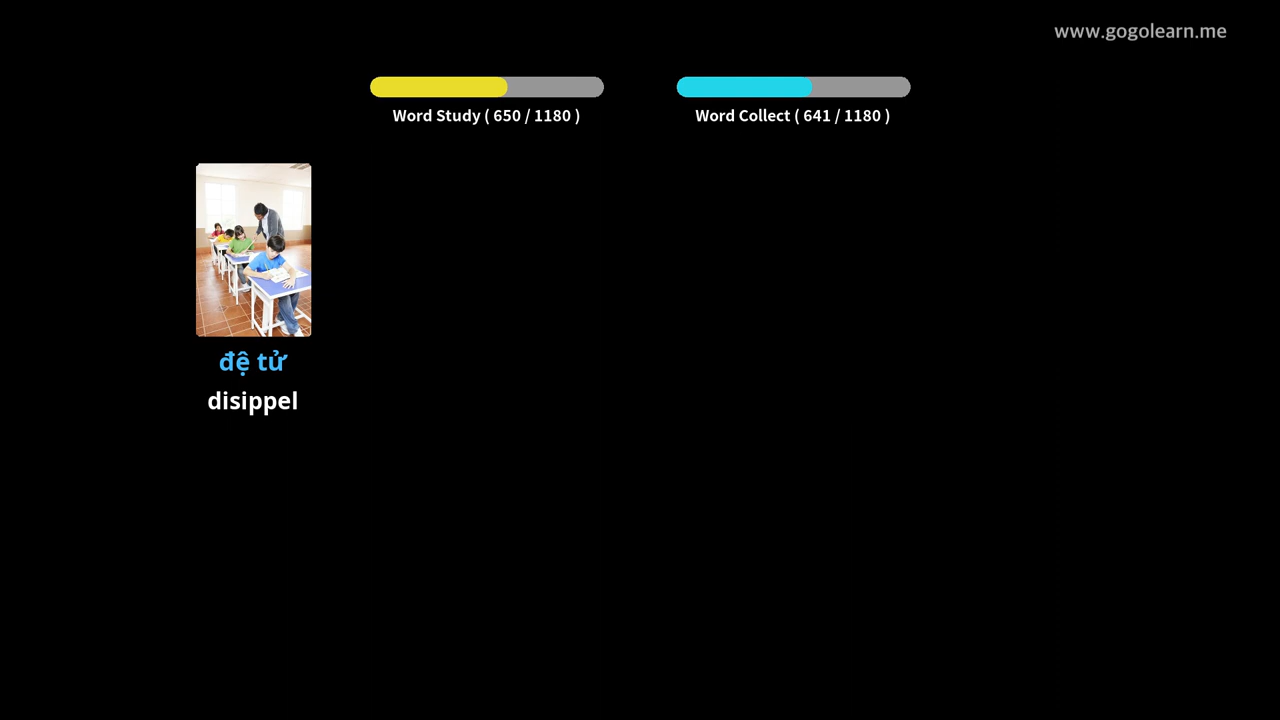 www.gogolearn.me
Word Study ( 650 / 1180 )
Word Collect ( 641 / 1180 )
đệ tử
disippel